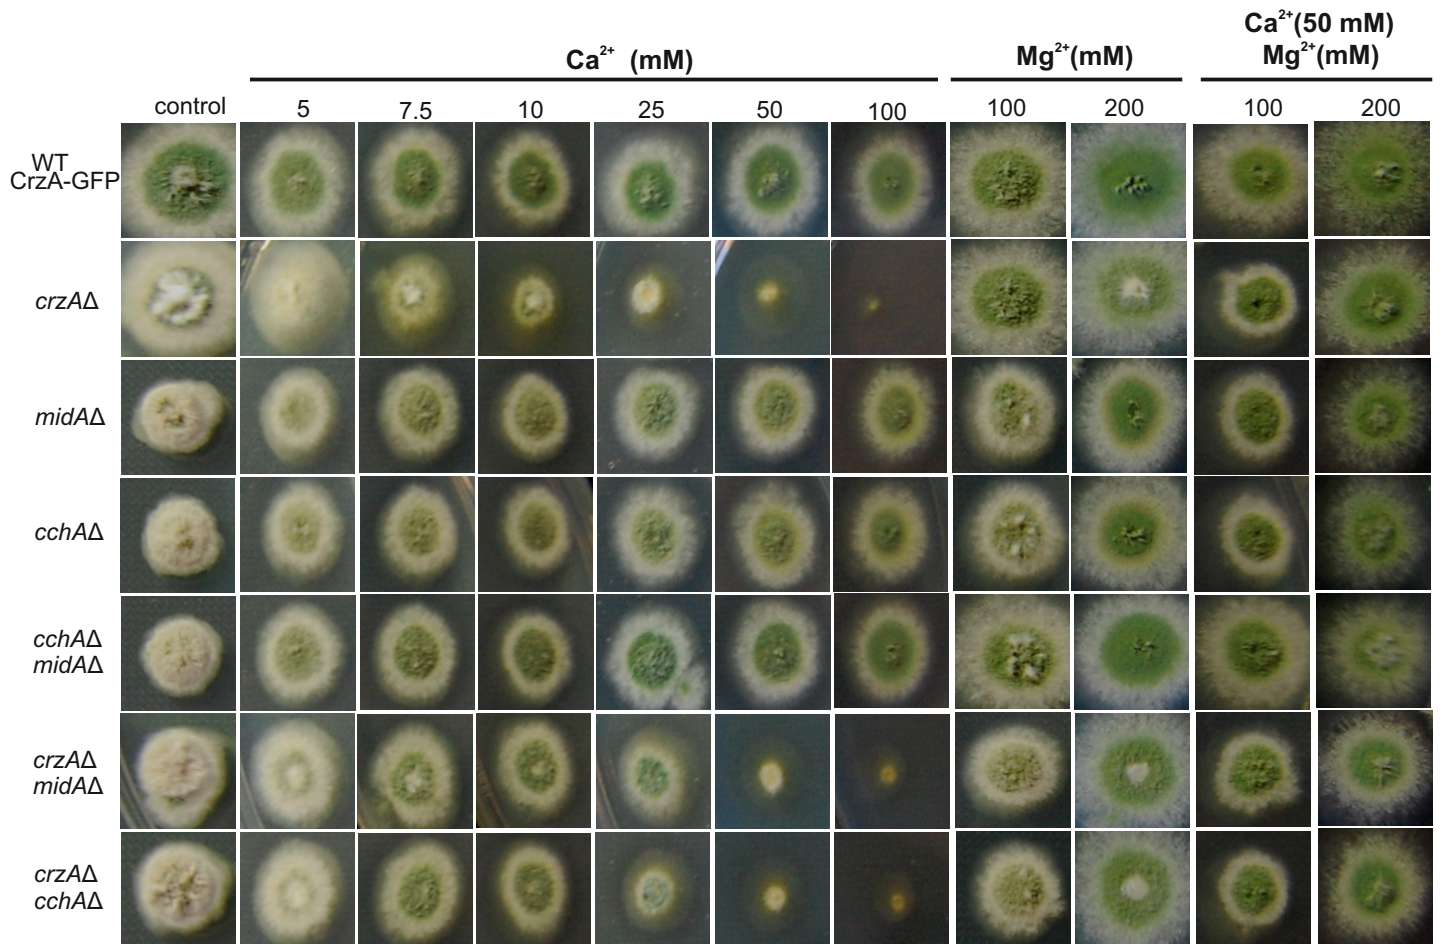 Ca²⁺(50 mM)
Ca²⁺ (mM)
Mg²⁺(mM)
Mg²⁺(mM)
control
5
7.5
10
25
50
100
100
200
100
200
WT
CrzA-GFP
crzAΔ
midAΔ
cchAΔ
cchAΔ
midAΔ
crzAΔ
midAΔ
crzAΔ
cchAΔ